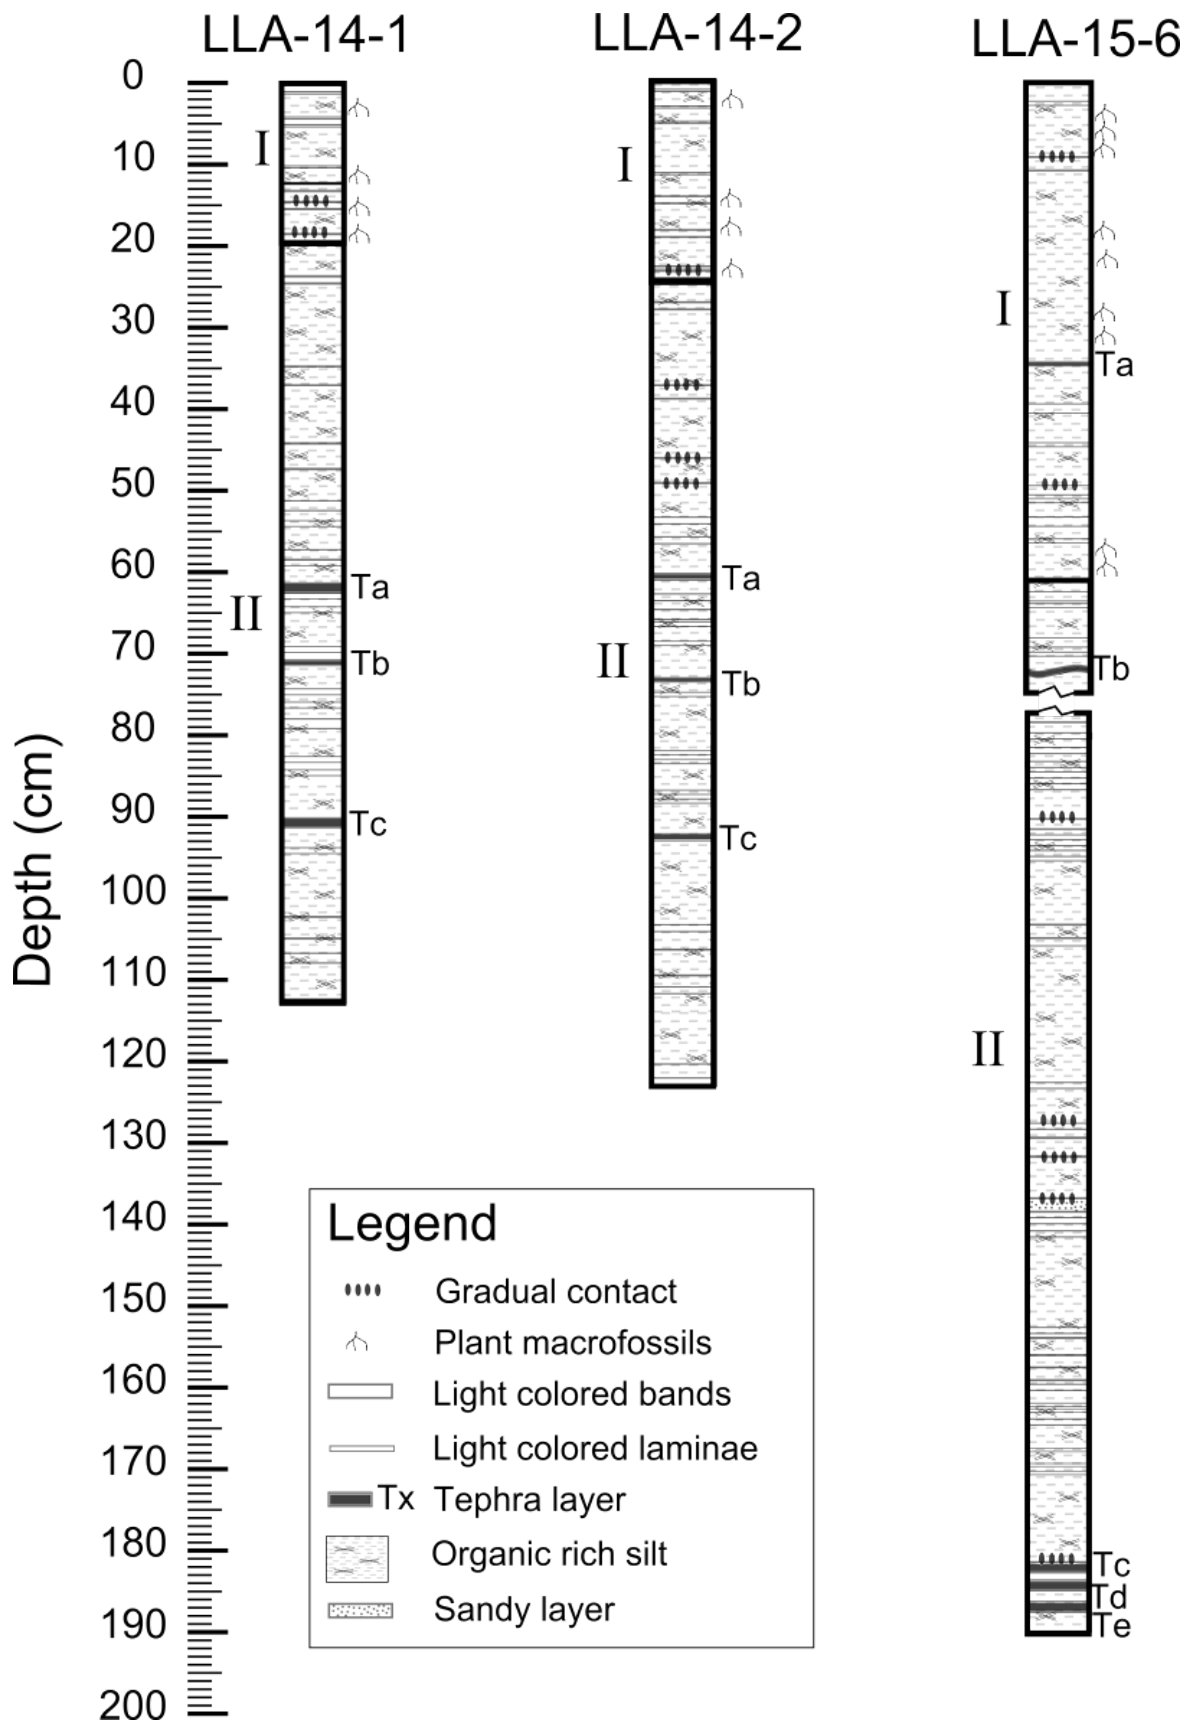 LLA-14-1 LLA-14-2 LLA-15-6
0
10
20
30
40
50
60
70
80
90
100
110
120
130
140
150
160
170
180
190
200
Depth (cm)
I
II
Ta
Tb
Tc
I
II
Ta
Tb
Tc
I
II
Ta
Tb
Tc
Td
Te
Legend
Gradual contact
Plant macrofossils
Light colored bands
Light colored laminae
Tx Tephra layer
Organic rich silt
Sandy layer